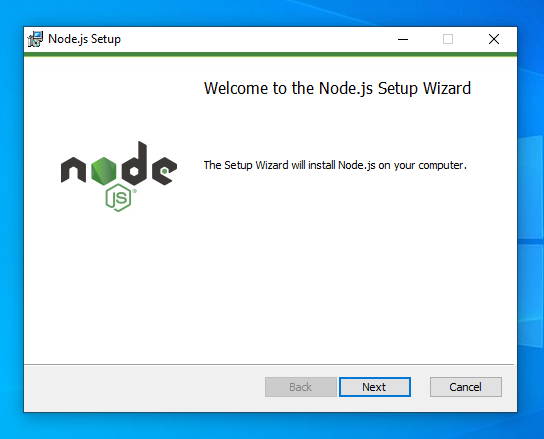 Node.js Setup
Welcome to the Node.js Setup Wizard
The Setup Wizard will install Node.js on your computer.
node
JS®
Back
Next
Cancel